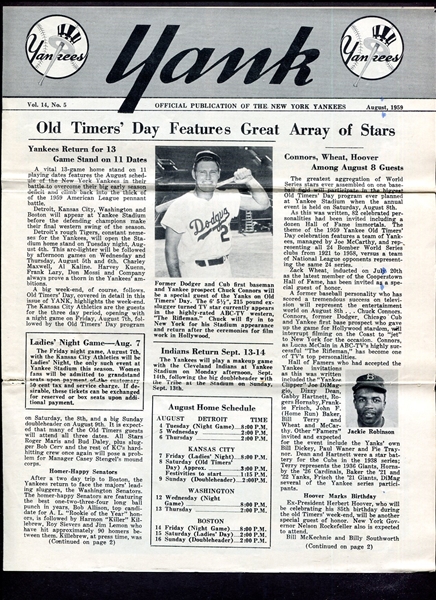 Yankees
Yank
Yankees
Vol. 14, No. 5
OFFICIAL PUBLICATION OF THE NEW YORK YANKEES
August, 1959
Old Timers' Day Features Great Array of Stars
Yankees Return for 13
Game Stand on 11 Dates
A vital 13-game home stand on 11
playing dates features the August sched-
ule of the New York Yankees in their
battle to overcome their big early season
deficit and climb back into the thick of
of the 1959 American League pennant
battle.
Detroit, Kansas City, Washington and
Boston will appear at Yankee Stadium
before the defending champions make
their final western swing of the season.
Detroit's rough Tigers, constant neme-
ses for the Yankees, will open the Sta-
dium home stand on Tuesday night, Aug-
ust 4th. This arc-lighter will be followed
by afternoon games on Wednesday and
Thursday, August 5th and 6th. Charley
Maxwell, Al Kaline, Harvey Kuenn,
Frank Lary, Don Mossi and Company
always prove a thorn in the Yankee am-
bitions.
A big week-end, of course, follows.
Old Timers' Day, covered in detail in this
issue of YANK, highlights the week-end.
The Kansas City Athletics are the guests
for the three day period, opening with
a night game on Friday, August 7th, fol-
lowed by the Old Timers' Day program
Ladies' Night Game—Aug. 7
The Friday night game, August 7th,
with the Kansas City Athletics will be
Ladies' Night, the only such event at
Yankee Stadium this season. Women
fans will be admitted to grandstand
seats upon payment of the customary
50 cent tax and service charge. If de-
sirable, these tickets can be exchanged
for reserved or box seats upon addi-
tional payment.
on Saturday, the 8th, and a big Sunday
doubleheader on August 9th. It is expect-
ed that many of the Old Timers guests
will attend all three dates. All Stars
Roger Maris and Bud Daley, plus slug-
ger Bob Cerv and the rest of KC's hard-
hitting crew once again will pose a prob-
lem for Manager Casey Stengel's mound
corps.
Homer-Happy Senators
After a two day trip to Boston, the
Yankees return to face the majors' lead-
ing sluggers, the Washington Senators.
The homer-happy Senators are featuring
the best one-two-three-four long ball
punch in years. Bob Allison, top candi-
date for A. L. "Rookie of the Year" hon-
ors, is followed by Harmon "Killer" Kil-
lebrew, Roy Sievers and Jim Lemon who
have hit approximately 90 homers be-
tween them. Killebrew, at press time, was
(Continued on page 2)
Dodgers
Former Dodger and Cub first baseman
and Yankee prospect Chuck Connors will
be a special guest of the Yanks on Old
Timers' Day. The 6' 5½", 215 pound ex-
slugger turned actor currently appears
in the highly-rated ABC-TV western,
"The Rifleman." Chuck will fly in to
New York for his Stadium appearance
and return after the ceremonies for film
work in Hollywood.
Indians Return Sept. 13-14
The Yankees will play a makeup game
with the Cleveland Indians at Yankee
Stadium on Monday afternoon, Sept.
14th, following the big doubleheader with
the Tribe at the Stadium on Sunday,
Sept. 13th.
August Home Schedule
AUGUST DETROIT TIME
4 Tuesday (Night Game) 8:00 P.M.
5 Wednesday 2:00 P.M.
6 Thursday 2:00 P.M.
KANSAS CITY
7 Friday (Ladies' Night) 8:00 P.M.
8 Saturday (Old Timers'
Day) Approx. 2:00 P.M.
Festivities 1:15 P.M.
9 Sunday (Doubleheader) 2:00 P.M.
WASHINGTON
12 Wednesday (Night
Game) 8:00 P.M.
13 Thursday 2:00 P.M.
BOSTON
14 Friday (Night Game) 8:00 P.M.
15 Saturday (Ladies' Day) 2:00 P.M.
16 Sunday (Doubleheader) 2:00 P.M.
Connors, Wheat, Hoover
Among August 8 Guests
The greatest aggregation of World
Series stars ever assembled on one base-
ball field will participate in the biggest
Old Timers' Day program ever planned
at Yankee Stadium when the annual
event is held on Saturday, August 8th.
As this was written, 82 celebrated per-
sonalities had been invited including a
dozen Hall of Fame immortals. The
theme of the 1959 Yankee Old Timers'
Day celebration features a team of Yan-
kees, managed by Joe McCarthy, and rep-
resenting all 24 Bomber World Series
clubs from 1921 to 1958, versus a team
of National League opponents represent-
ing the same 24 series.
Zack Wheat, inducted on July 20th
as the latest member of the Cooperstown
Hall of Fame, has been invited as a spe-
cial guest of honor.
A former baseball personality who has
scored a tremendous success on televi-
sion will represent the entertainment
world on August 8th. Chuck Connors,
Connors, former Dodger, Chicago Cub
and Yankee first base prospect who gave
up the game for Hollywood stardom, will
interrupt filming on the Coast to "jet"
to New York for the occasion. Connors,
as Lucas McCain in ABC-TV's highly suc-
cessful "The Rifleman," has become one
of TV's top personalities.
Hall of Famers who had accepted the
Yankee invitations
as this was written
included the "Yankee
Clipper" Joe DiMag-
gio, Dizzy Dean,
Gabby Hartnett, Ro-
gers Hornsby, Frank-
ie Frisch, John F.
(Home Run) Baker,
Bill Terry and
Wheat and McCar-
thy. Other "Famers"
invited and expected
Jackie Robinson
for the event include the Yanks' own
Bill Dickey, Paul Waner and Pie Tray-
nor. Dean and Hartnett were a star bat-
tery for the Cubs in the 1938 series,
Terry represents the 1936 Giants, Horns-
by the '26 Cardinals, Baker the '21 and
'22 Yanks, Frisch the '21 Giants, DiMag
several of the Yankee series partici-
pants.
Hoover Marks Birthday
Ex-President Herbert Hoover, who will
be celebrating his 85th birthday during
the old timers' week-end, will be another
special guest of honor. New York Gover-
nor Nelson Rockefeller also is expected
to attend.
Bill McKechnie and Billy Southworth
(Continued on page 2)